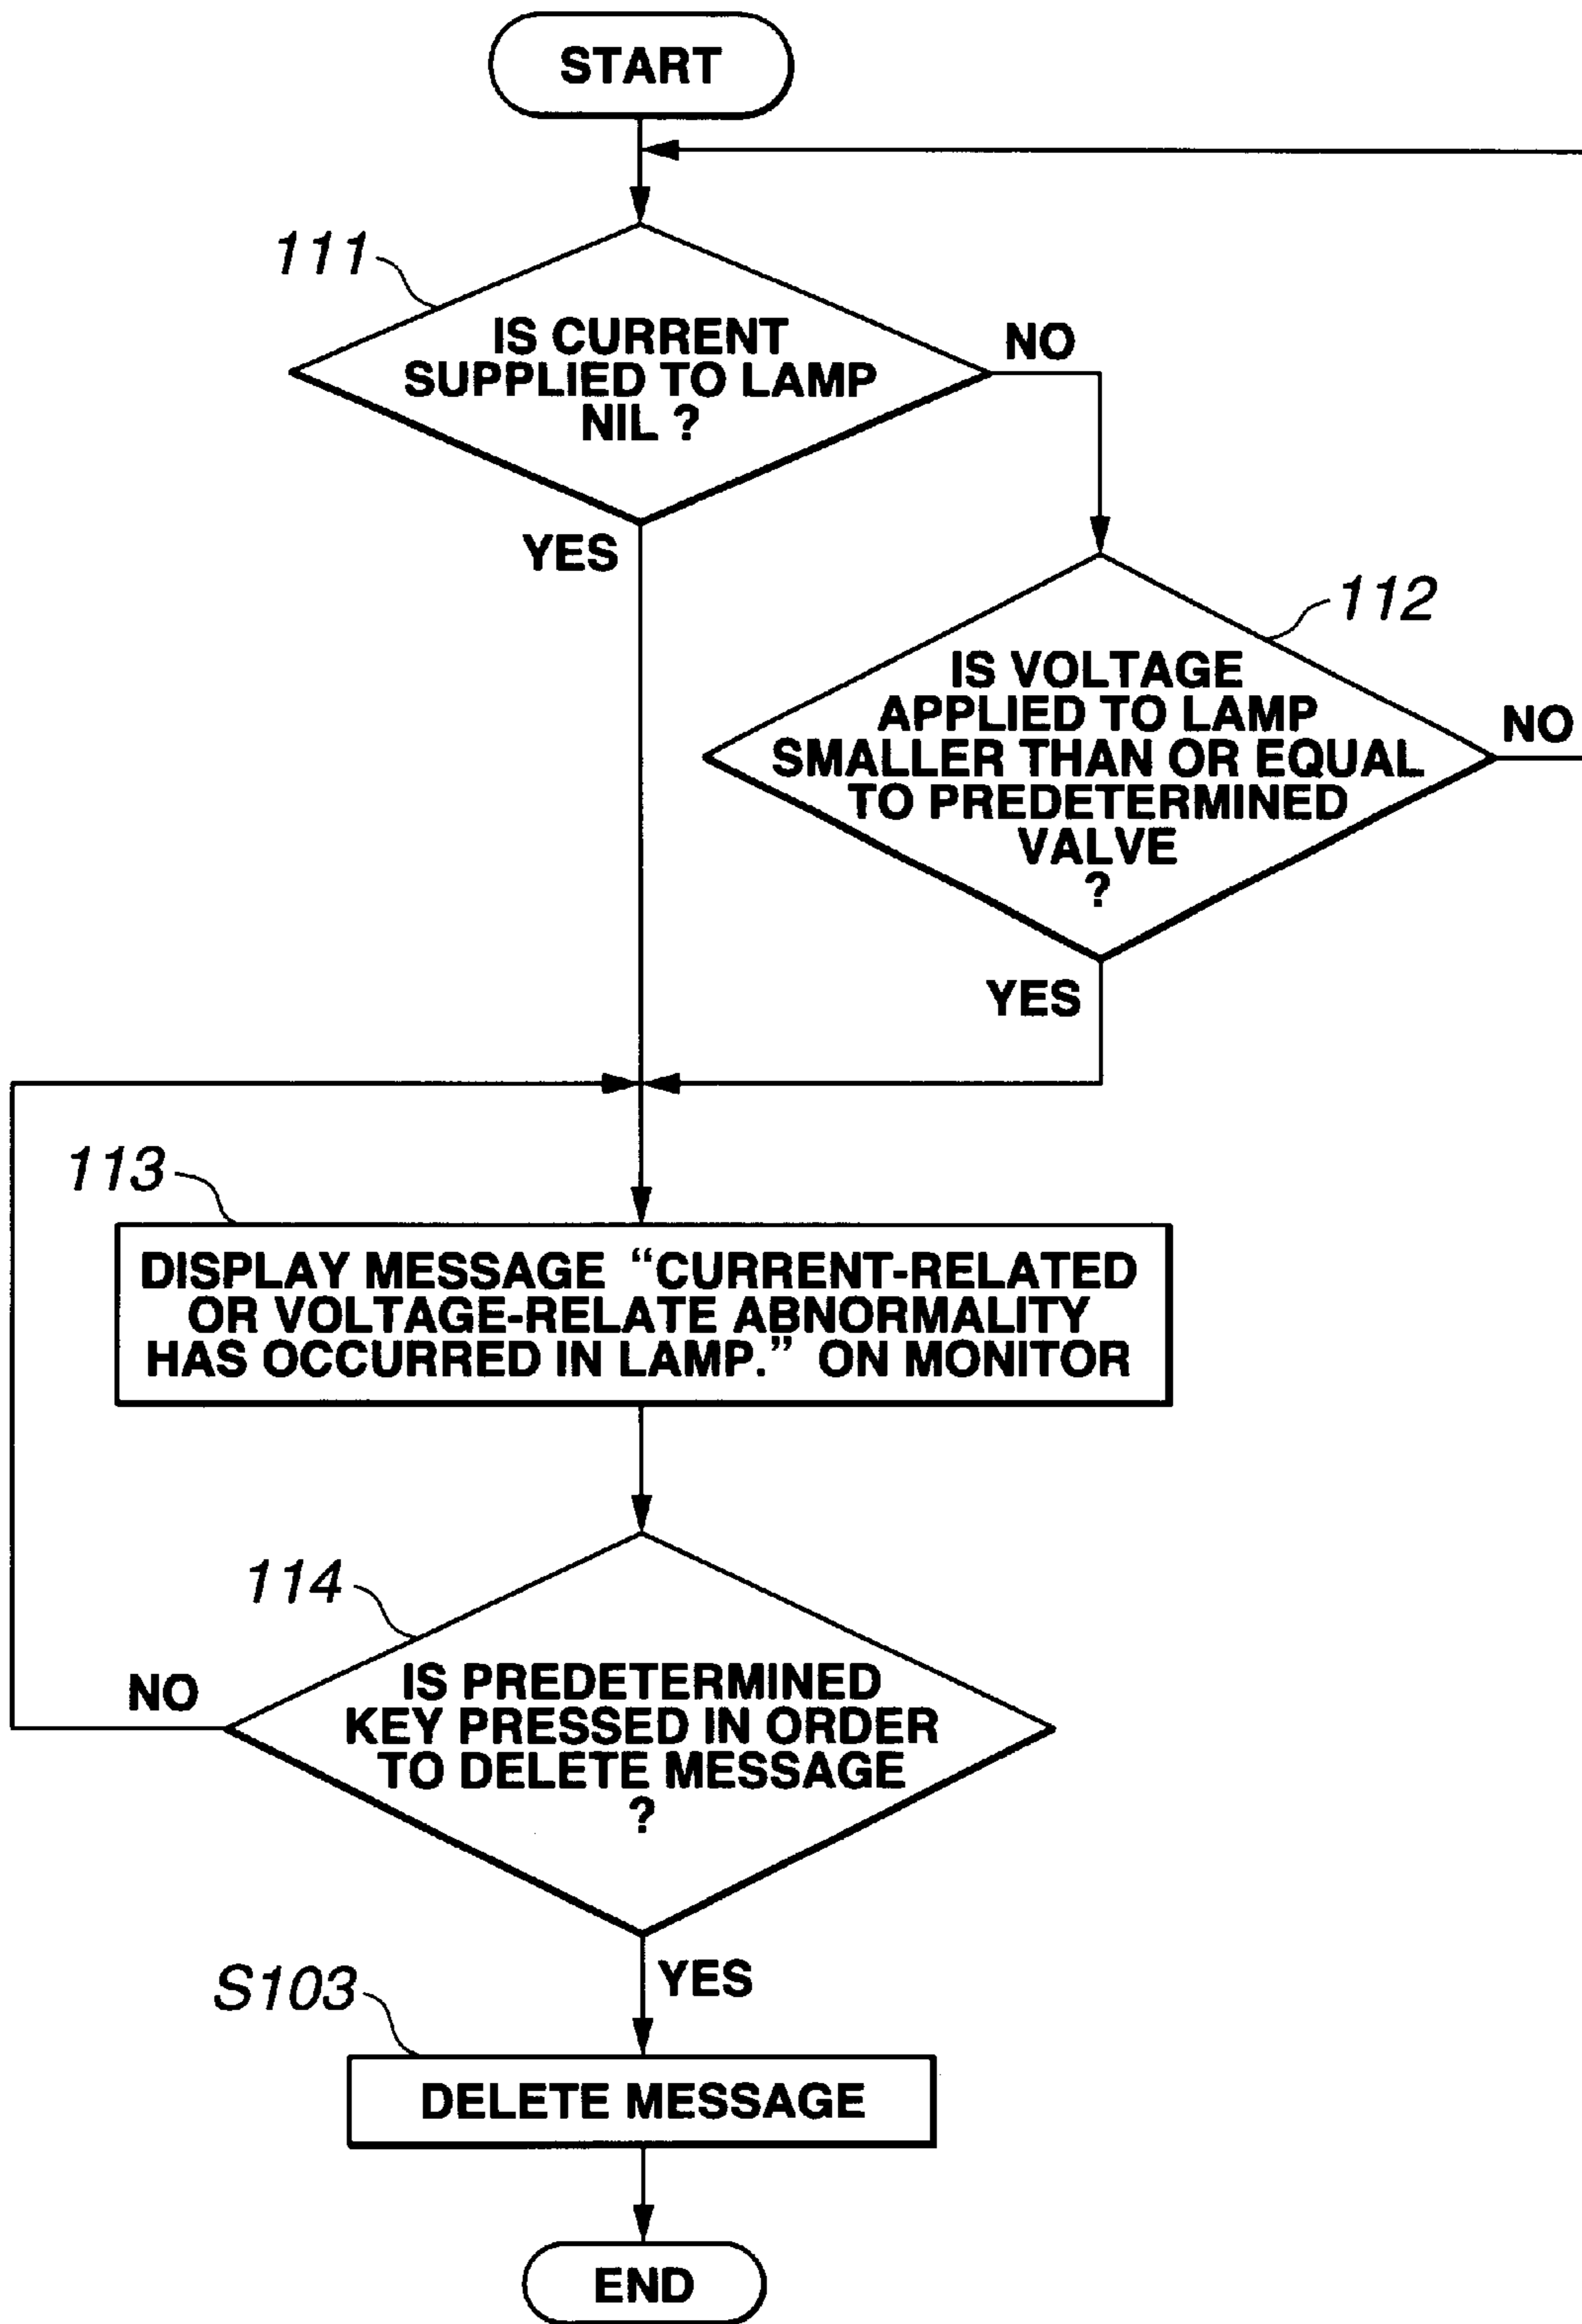 START
111
IS CURRENT
SUPPLIED TO LAMP
NIL ?
NO
YES
112
IS VOLTAGE
APPLIED TO LAMP
SMALLER THAN OR EQUAL
TO PREDETERMINED
VALVE
?
NO
YES
113
DISPLAY MESSAGE “CURRENT-RELATED
OR VOLTAGE-RELATE ABNORMALITY
HAS OCCURRED IN LAMP.” ON MONITOR
114
IS PREDETERMINED
KEY PRESSED IN ORDER
TO DELETE MESSAGE
?
NO
YES
S103
DELETE MESSAGE
END